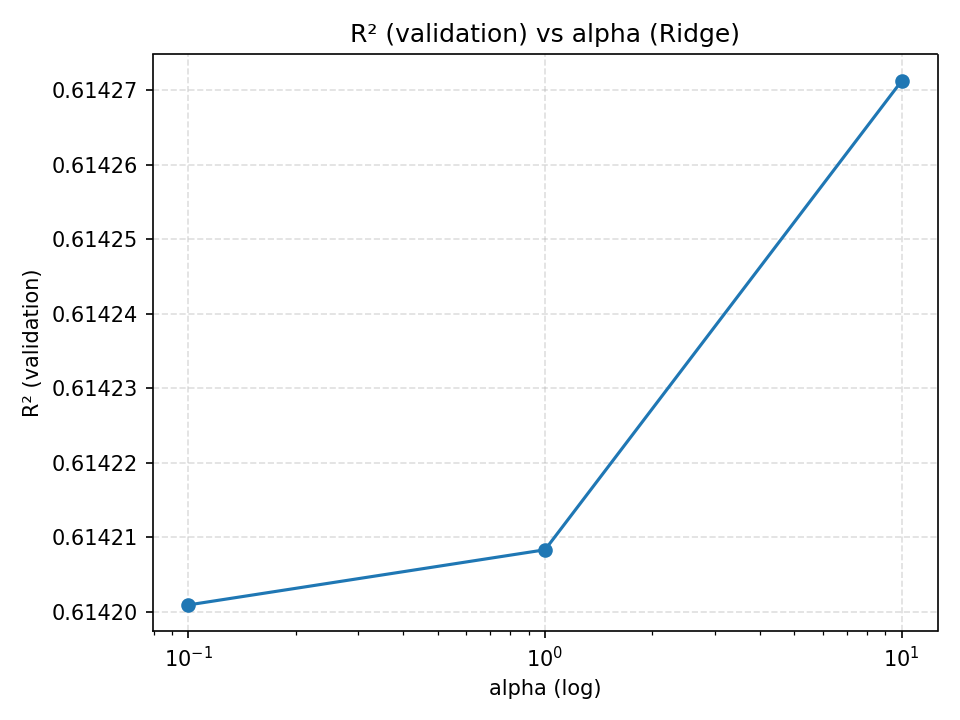 R² (validation) vs alpha (Ridge)
R² (validation)
0.61427
0.61426
0.61425
0.61424
0.61423
0.61422
0.61421
0.61420
10⁻¹ 10⁰ 10¹
alpha (log)